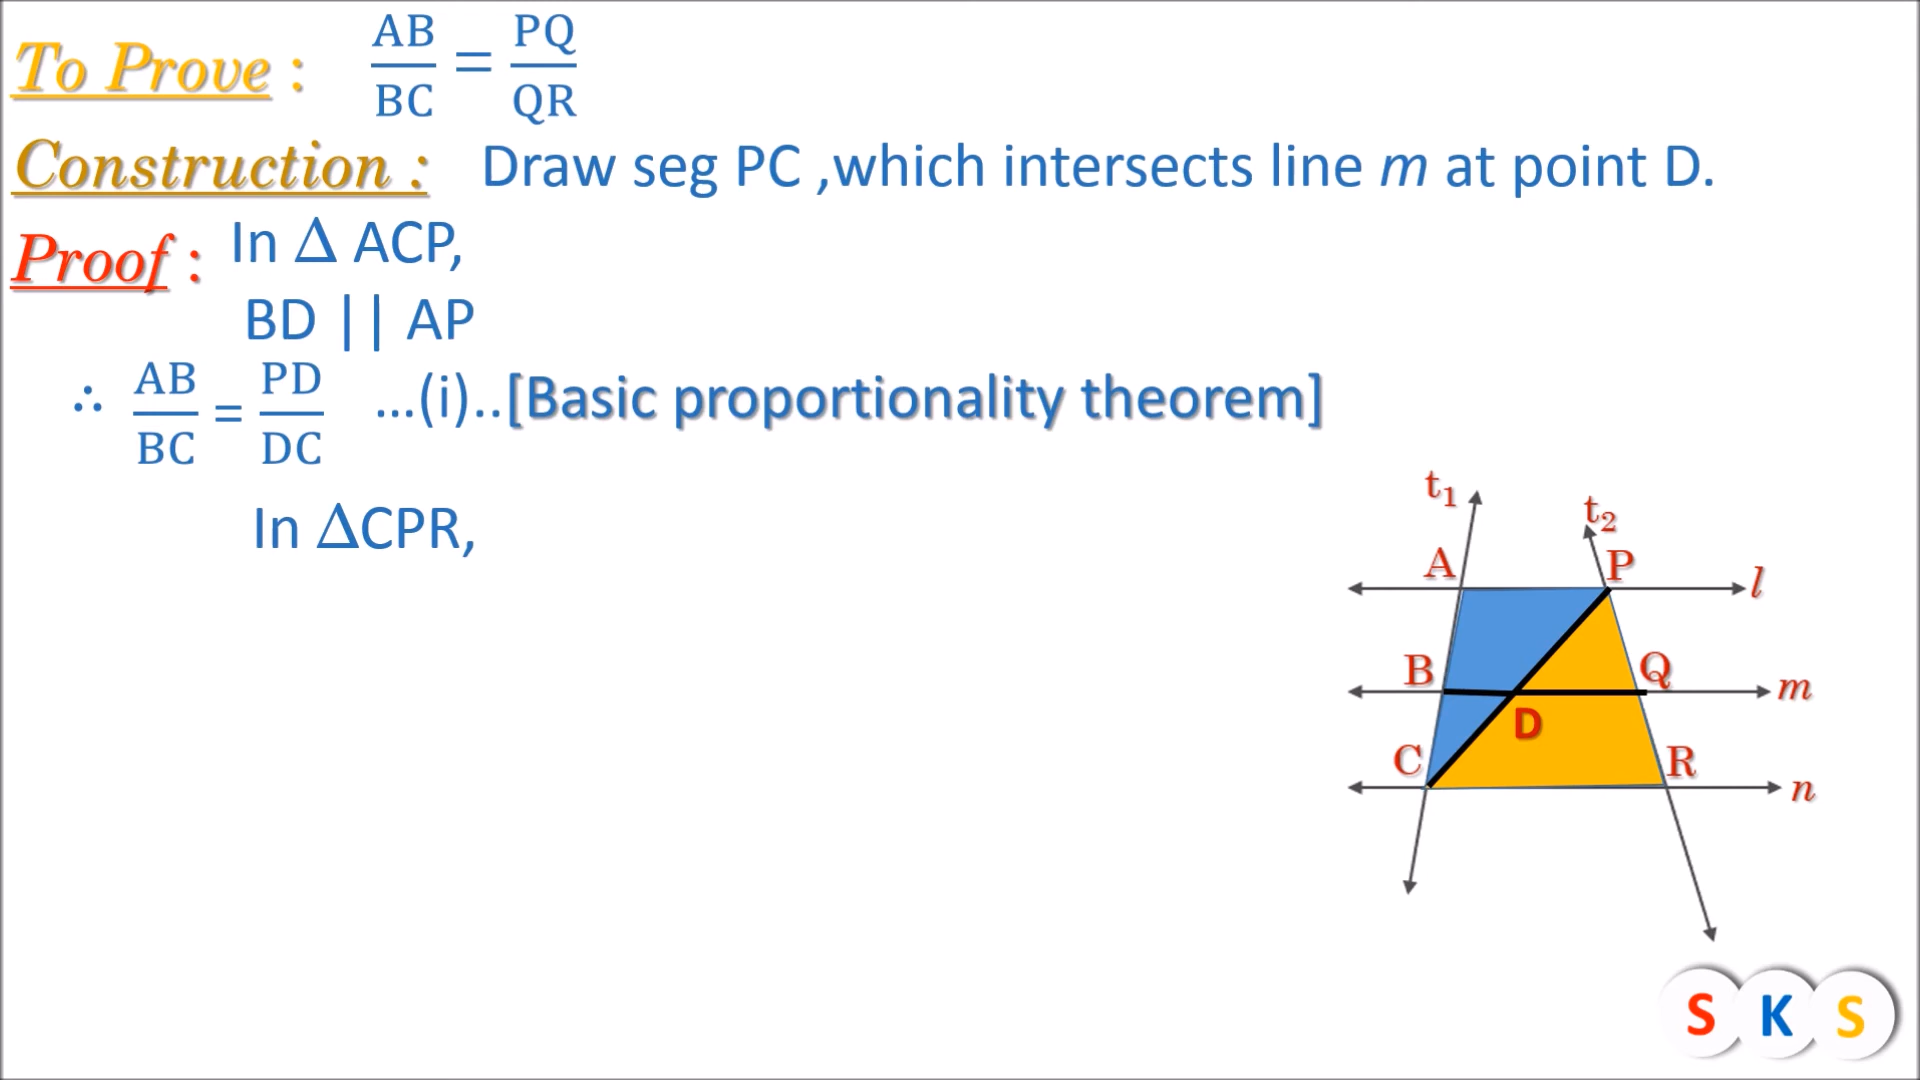 To Prove : AB/BC = PQ/QR
Construction : Draw seg PC ,which intersects line m at point D.
Proof : In Δ ACP,
BD || AP
∴ AB/BC = PD/DC ...(i)..[Basic proportionality theorem]
In ΔCPR,
t₁
t₂
A P l
B Q m
D
C R n
S K S